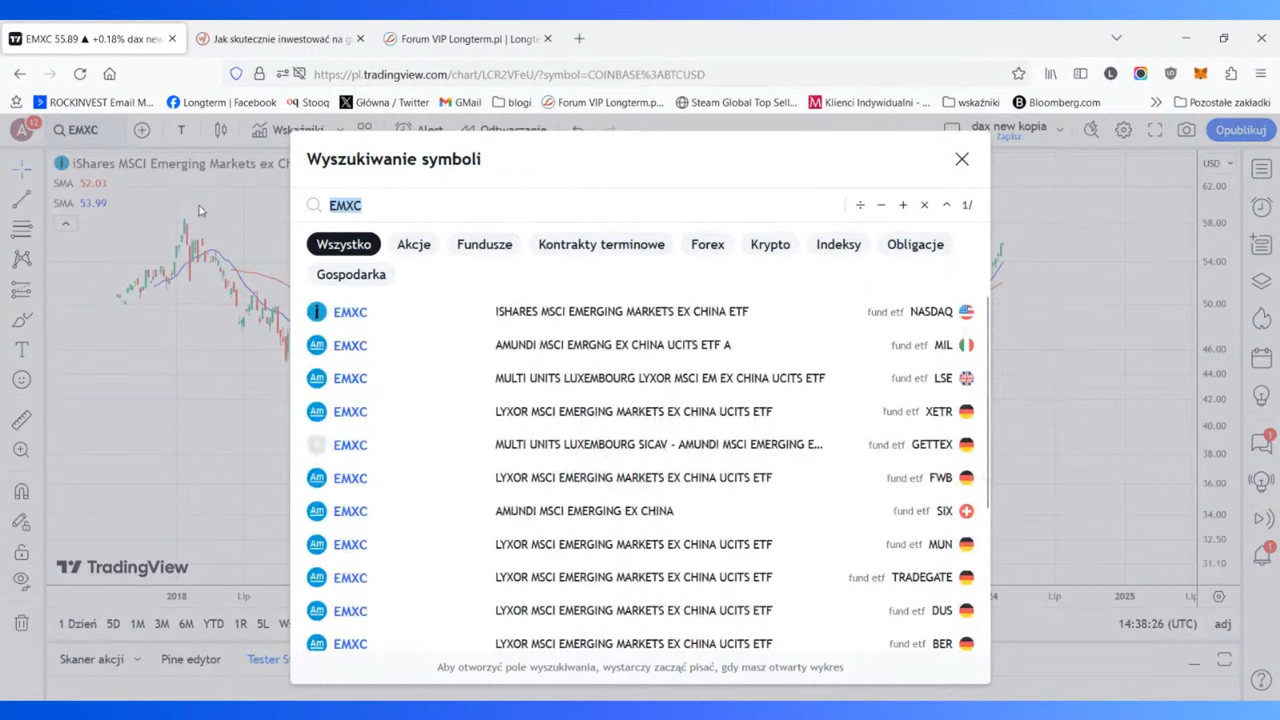 EMXC 55.89 ▲ +0.18% dax new
Jak skutecznie inwestować na g
Forum VIP Longterm.pl | Longte
https://pl.tradingview.com/chart/LCR2VFeU/?symbol=COINBASE%3ABTCUSD
ROCKINVEST Email M...
Longterm | Facebook
Stooq
Główna / Twitter
GMail
blogi
Forum VIP Longterm.p...
Steam Global Top Sell...
Klienci Indywidualni - ...
wskaźniki
Bloomberg.com
Pozostałe zakładki
A 12
EMXC
Wskaźniki
Alert
Odtwarzanie
dax new kopia
Zapisz
Opublikuj
iShares MSCI Emerging Markets ex Ch
SMA 52.03
SMA 53.99
USD
Wyszukiwanie symboli
EMXC
÷ − + × ^ 1/
Wszystko Akcje Fundusze Kontrakty terminowe Forex Krypto Indeksy Obligacje
Gospodarka
EMXC ISHARES MSCI EMERGING MARKETS EX CHINA ETF fund etf NASDAQ
EMXC AMUNDI MSCI EMRGNG EX CHINA UCITS ETF A fund etf MIL
EMXC MULTI UNITS LUXEMBOURG LYXOR MSCI EM EX CHINA UCITS ETF fund etf LSE
EMXC LYXOR MSCI EMERGING MARKETS EX CHINA UCITS ETF fund etf XETR
EMXC MULTI UNITS LUXEMBOURG SICAV - AMUNDI MSCI EMERGING E... fund etf GETTEX
EMXC LYXOR MSCI EMERGING MARKETS EX CHINA UCITS ETF fund etf FWB
EMXC AMUNDI MSCI EMERGING EX CHINA fund etf SIX
EMXC LYXOR MSCI EMERGING MARKETS EX CHINA UCITS ETF fund etf MUN
EMXC LYXOR MSCI EMERGING MARKETS EX CHINA UCITS ETF fund etf TRADEGATE
EMXC LYXOR MSCI EMERGING MARKETS EX CHINA UCITS ETF fund etf DUS
EMXC LYXOR MSCI EMERGING MARKETS EX CHINA UCITS ETF fund etf BER
Aby otworzyć pole wyszukiwania, wystarczy zacząć pisać, gdy masz otwarty wykres
62.00
58.00
54.00
50.00
46.00
44.00
42.00
40.00
38.00
36.00
34.00
32.50
31.10
TradingView
2018 Lip 24 Lip 2025 Lip
1 Dzień 5D 1M 3M 6M YTD 1R 5L
14:38:26 (UTC) adj
Skaner akcji Pine edytor Tester S
1
1